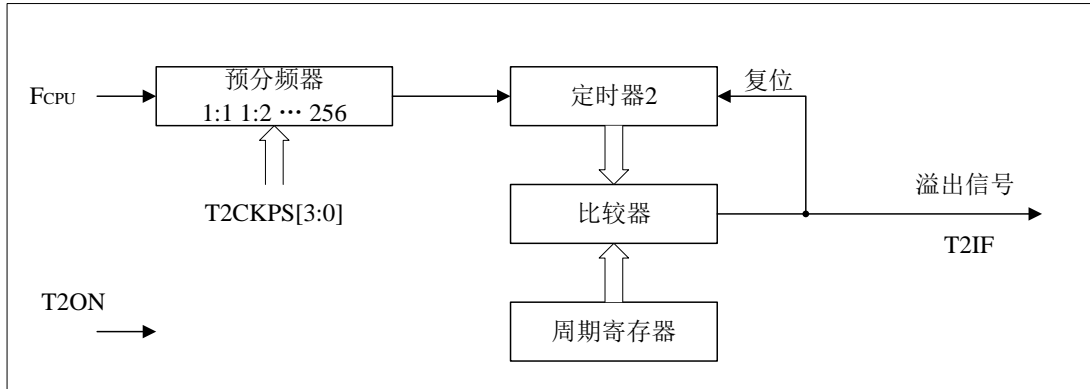 预分频器
1:1 1:2 ··· 256
FCPU
定时器2
复位
T2CKPS[3:0]
比较器
溢出信号
T2IF
T2ON
周期寄存器